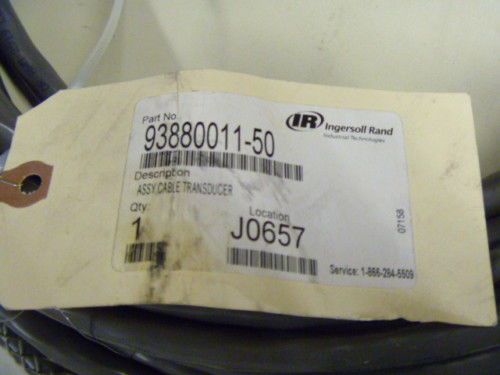 Part No.
IR Ingersoll Rand
Industrial Technologies
93880011-50
Description
ASSY,CABLE TRANSDUCER
Qty:
Location
1
J0657
07158
Service: 1-866-284-5509